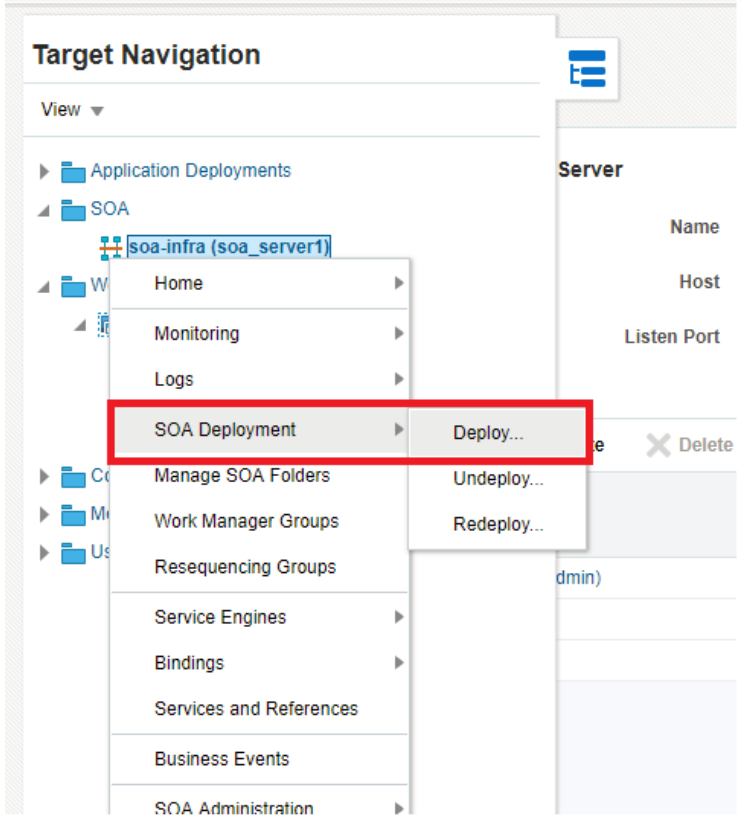 Target Navigation
View
Application Deployments
Server
SOA
soa-infra (soa_server1)
Name
Home
Host
Monitoring
Listen Port
Logs
SOA Deployment
Deploy...
Delete
Manage SOA Folders
Undeploy...
Work Manager Groups
Redeploy...
Resequencing Groups
dmin)
Service Engines
Bindings
Services and References
Business Events
SOA Administration